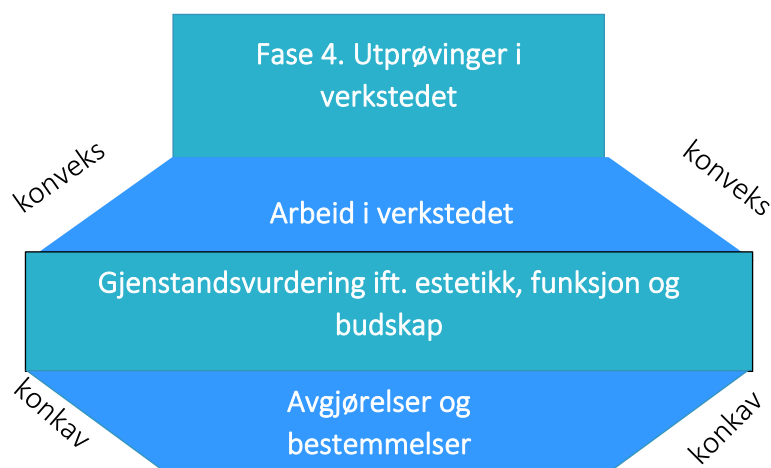 Fase 4. Utprøvinger i
verkstedet
konveks
konveks
Arbeid i verkstedet
Gjenstandsvurdering ift. estetikk, funksjon og
budskap
konkav
konkav
Avgjørelser og
bestemmelser